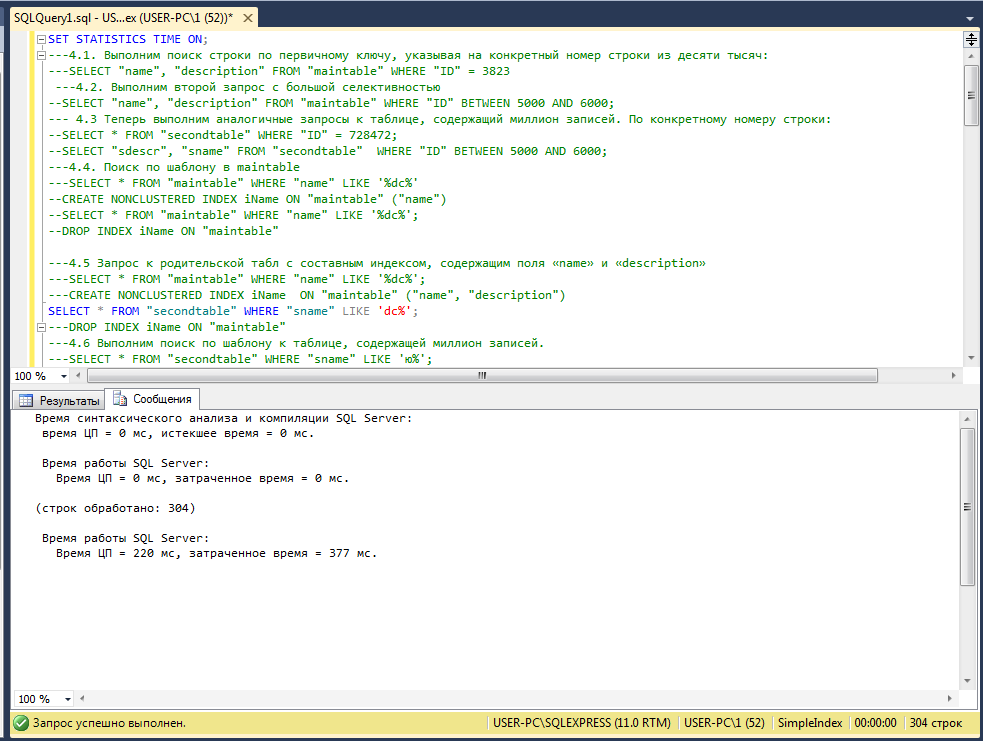 SQLQuery1.sql - US...ex (USER-PC\1 (52))*
SET STATISTICS TIME ON;
---4.1. Выполним поиск строки по первичному ключу, указывая на конкретный номер строки из десяти тысяч:
---SELECT "name", "description" FROM "maintable" WHERE "ID" = 3823
---4.2. Выполним второй запрос с большой селективностью
--SELECT "name", "description" FROM "maintable" WHERE "ID" BETWEEN 5000 AND 6000;
--- 4.3 Теперь выполним аналогичные запросы к таблице, содержащий миллион записей. По конкретному номеру строки:
--SELECT * FROM "secondtable" WHERE "ID" = 728472;
--SELECT "sdescr", "sname" FROM "secondtable"  WHERE "ID" BETWEEN 5000 AND 6000;
---4.4. Поиск по шаблону в maintable
---SELECT * FROM "maintable" WHERE "name" LIKE '%dc%'
--CREATE NONCLUSTERED INDEX iName ON "maintable" ("name")
--SELECT * FROM "maintable" WHERE "name" LIKE '%dc%';
--DROP INDEX iName ON "maintable"
---4.5 Запрос к родительской табл с составным индексом, содержащим поля «name» и «description»
---SELECT * FROM "maintable" WHERE "name" LIKE '%dc%';
---CREATE NONCLUSTERED INDEX iName  ON "maintable" ("name", "description")
SELECT * FROM "secondtable" WHERE "sname" LIKE 'dc%';
---DROP INDEX iName ON "maintable"
---4.6 Выполним поиск по шаблону к таблице, содержащей миллион записей.
---SELECT * FROM "secondtable" WHERE "sname" LIKE 'ю%';
100 %
Результаты Сообщения
Время синтаксического анализа и компиляции SQL Server:
время ЦП = 0 мс, истекшее время = 0 мс.
Время работы SQL Server:
Время ЦП = 0 мс, затраченное время = 0 мс.
(строк обработано: 304)
Время работы SQL Server:
Время ЦП = 220 мс, затраченное время = 377 мс.
100 %
Запрос успешно выполнен. USER-PC\SQLEXPRESS (11.0 RTM) USER-PC\1 (52) SimpleIndex 00:00:00 304 строк